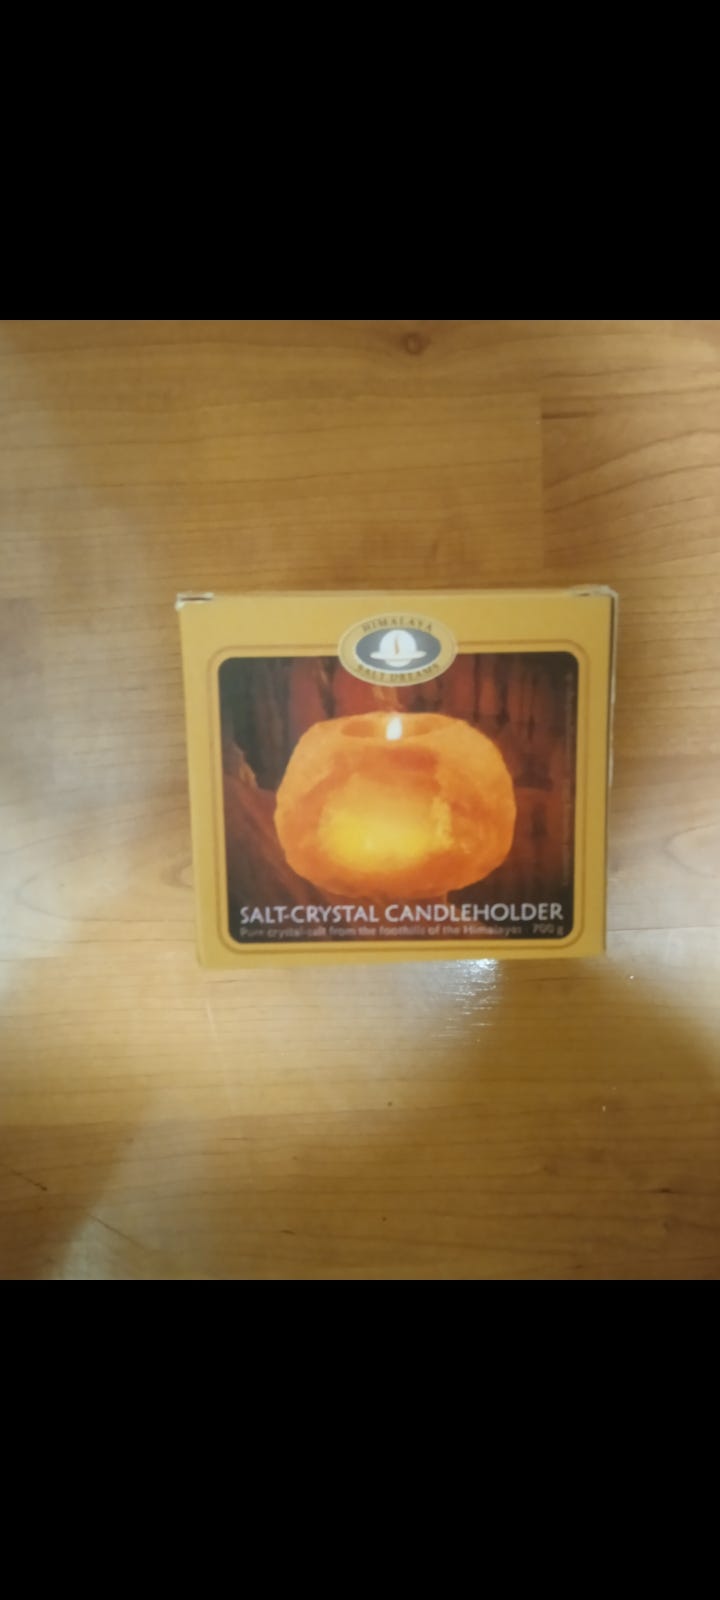 HIMALAYA
SALT DREAMS
SALT-CRYSTAL CANDLEHOLDER
Pure crystal-salt from the foothills of the Himalayas · 700 g